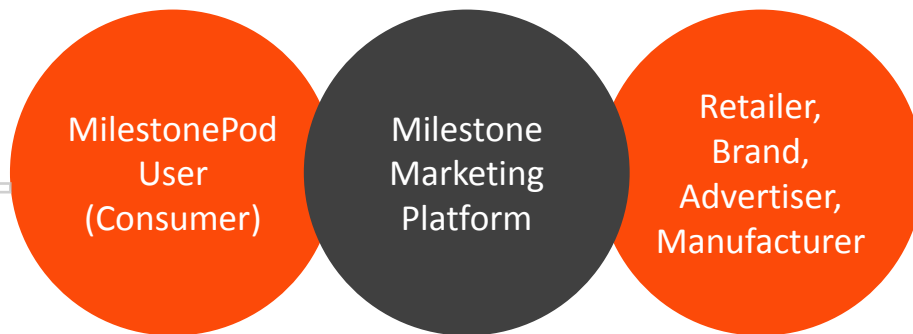 MilestonePod
User
(Consumer)
Milestone
Marketing
Platform
Retailer,
Brand,
Advertiser,
Manufacturer